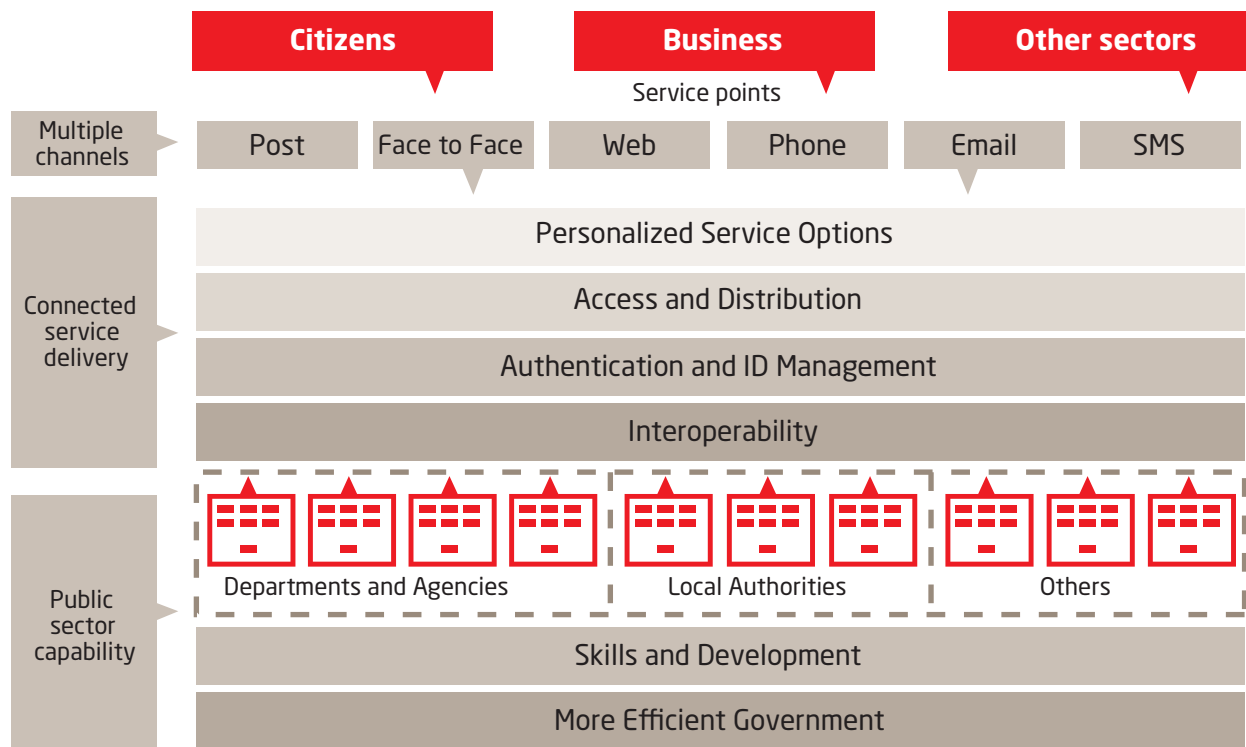 Citizens
Business
Other sectors
Service points
Multiple
channels
Post
Face to Face
Web
Phone
Email
SMS
Connected
service
delivery
Personalized Service Options
Access and Distribution
Authentication and ID Management
Interoperability
Public
sector
capability
Departments and Agencies
Local Authorities
Others
Skills and Development
More Efficient Government